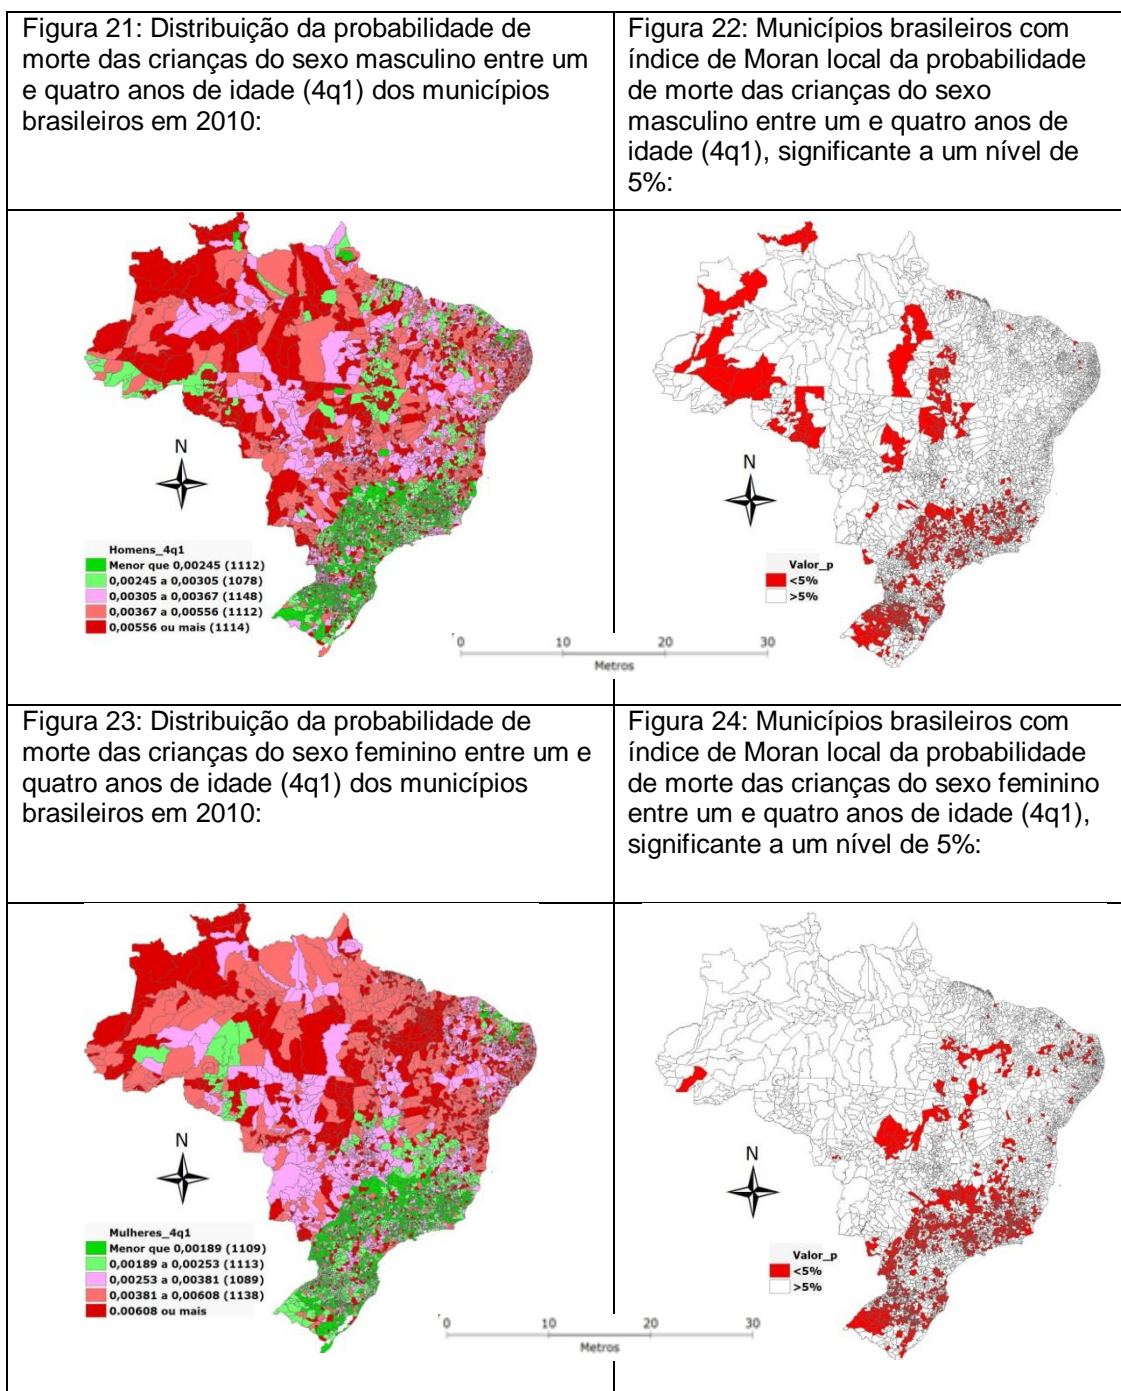 Figura 21: Distribuição da probabilidade de
morte das crianças do sexo masculino entre um
e quatro anos de idade (4q1) dos municípios
brasileiros em 2010:
Figura 22: Municípios brasileiros com
índice de Moran local da probabilidade
de morte das crianças do sexo
masculino entre um e quatro anos de
idade (4q1), significante a um nível de
5%:
N
Homens_4q1
Menor que 0,00245 (1112)
0,00245 a 0,00305 (1078)
0,00305 a 0,00367 (1148)
0,00367 a 0,00556 (1112)
0,00556 ou mais (1114)
N
Valor_p
<5%
>5%
0 10 20 30
Metros
Figura 23: Distribuição da probabilidade de
morte das crianças do sexo feminino entre um e
quatro anos de idade (4q1) dos municípios
brasileiros em 2010:
Figura 24: Municípios brasileiros com
índice de Moran local da probabilidade
de morte das crianças do sexo feminino
entre um e quatro anos de idade (4q1),
significante a um nível de 5%:
N
Mulheres_4q1
Menor que 0,00189 (1109)
0,00189 a 0,00253 (1113)
0,00253 a 0,00381 (1089)
0,00381 a 0,00608 (1138)
0.00608 ou mais
N
Valor_p
<5%
>5%
0 10 20 30
Metros